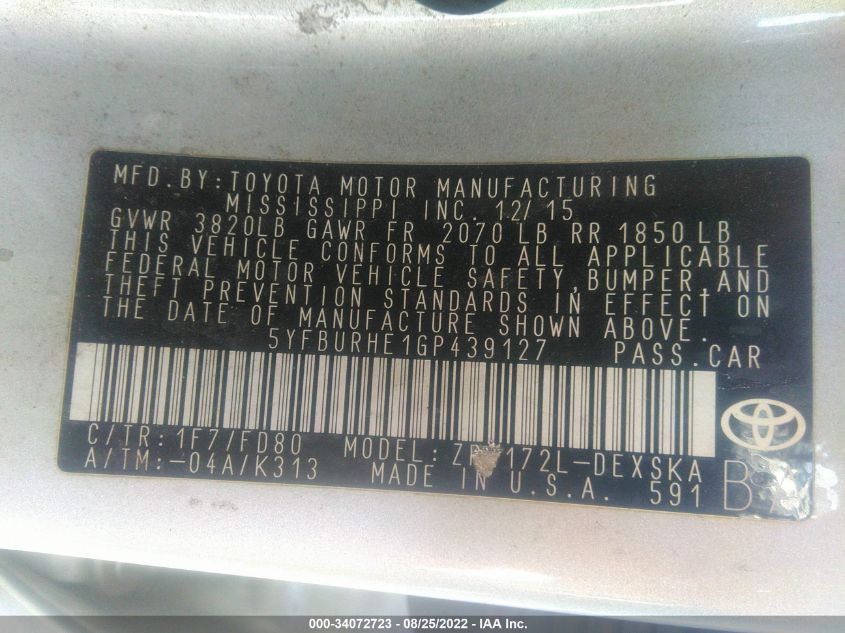 MFD.BY:TOYOTA MOTOR MANUFACTURING
MISSISSIPPI INC. 12/15
GVWR 3820LB GAWR FR 2070 LB RR 1850 LB
THIS VEHICLE CONFORMS TO ALL APPLICABLE
FEDERAL MOTOR VEHICLE SAFETY,BUMPER,AND
THEFT PREVENTION STANDARDS IN EFFECT ON
THE DATE OF MANUFACTURE SHOWN ABOVE.
5YFBURHE1GP439127 PASS.CAR
C/TR:1F7/FD80 MODEL: 172L-DEXSKA
A/TM:-04A/K313 MADE IN U.S.A. 591
000-34072723 - 08/25/2022 - IAA Inc.